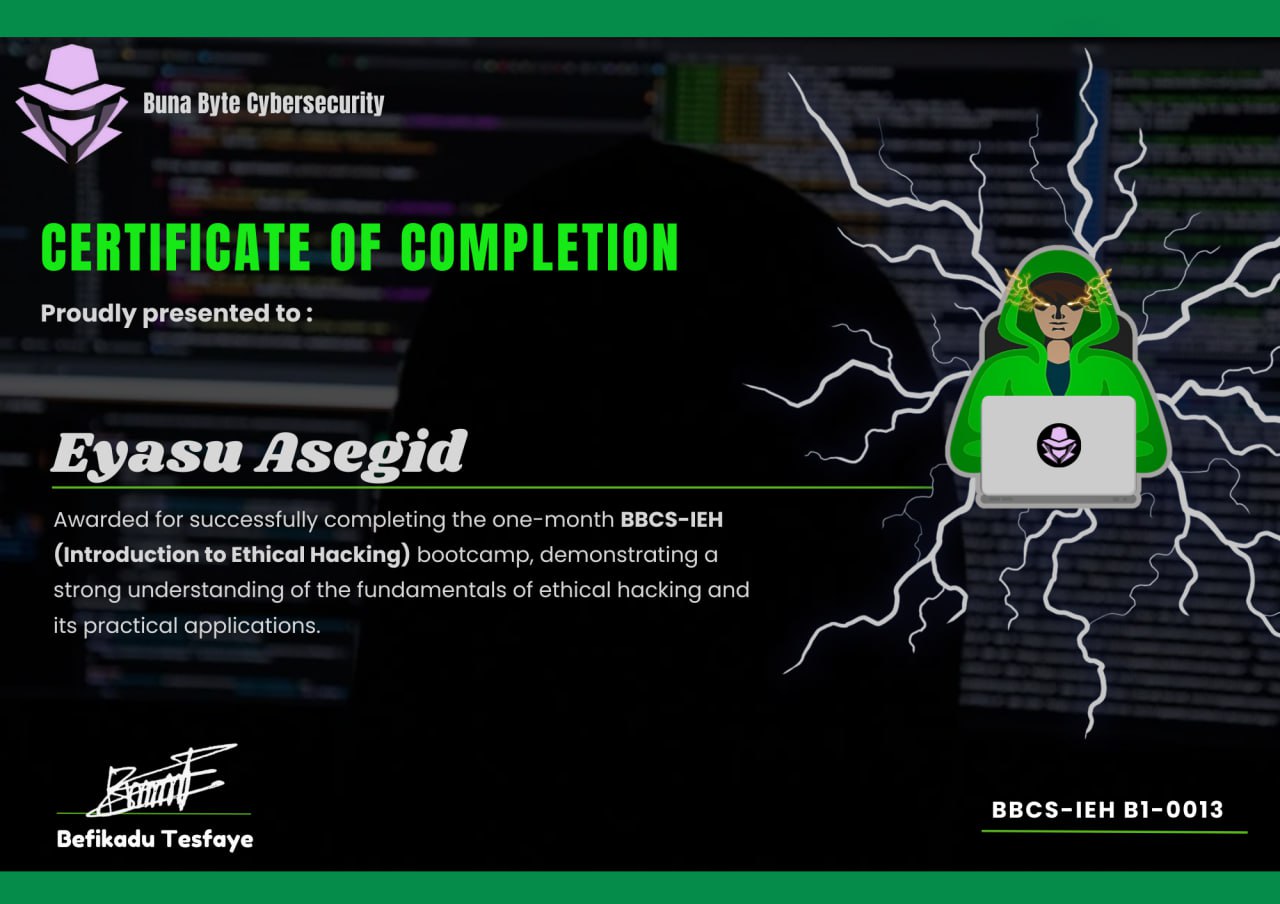 Buna Byte Cybersecurity
CERTIFICATE OF COMPLETION
Proudly presented to :
Eyasu Asegid
Awarded for successfully completing the one-month BBCS-IEH
(Introduction to Ethical Hacking) bootcamp, demonstrating a
strong understanding of the fundamentals of ethical hacking and
its practical applications.
Befikadu Tesfaye
BBCS-IEH B1-0013